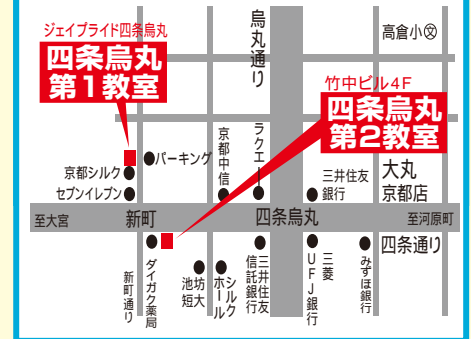 ジェイプライド四条烏丸
四条烏丸
第1教室
烏丸通り
高倉小文
竹中ビル4F
四条烏丸
第2教室
パーキング
京都シルク
セブンイレブン
京都中信
ラクエー
三井住友
銀行
大丸
京都店
至大宮
新町
四条烏丸
至河原町
四条通り
新町通り
ダイガク薬局
池坊
短大
シルク
ホール
三井住友
信託銀行
三菱
UFJ銀行
みずほ銀行